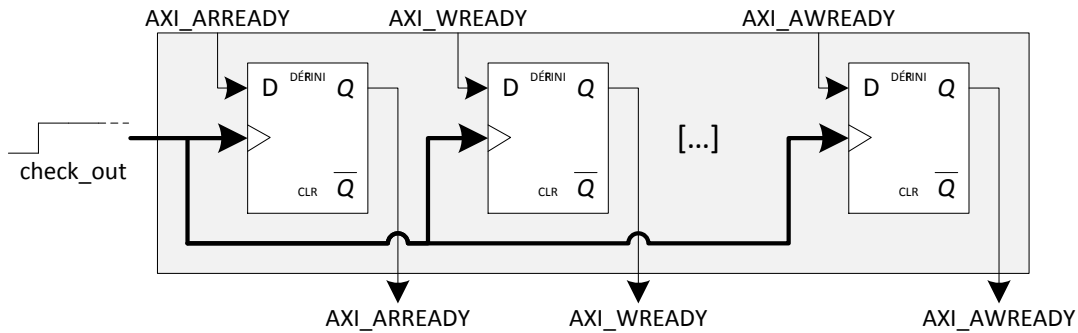 AXI_ARREADY AXI_WREADY AXI_AWREADY
D DÉRINI Q D DÉRINI Q D DÉRINI Q
check_out
[...]
CLR Q CLR Q CLR Q
AXI_ARREADY AXI_WREADY AXI_AWREADY